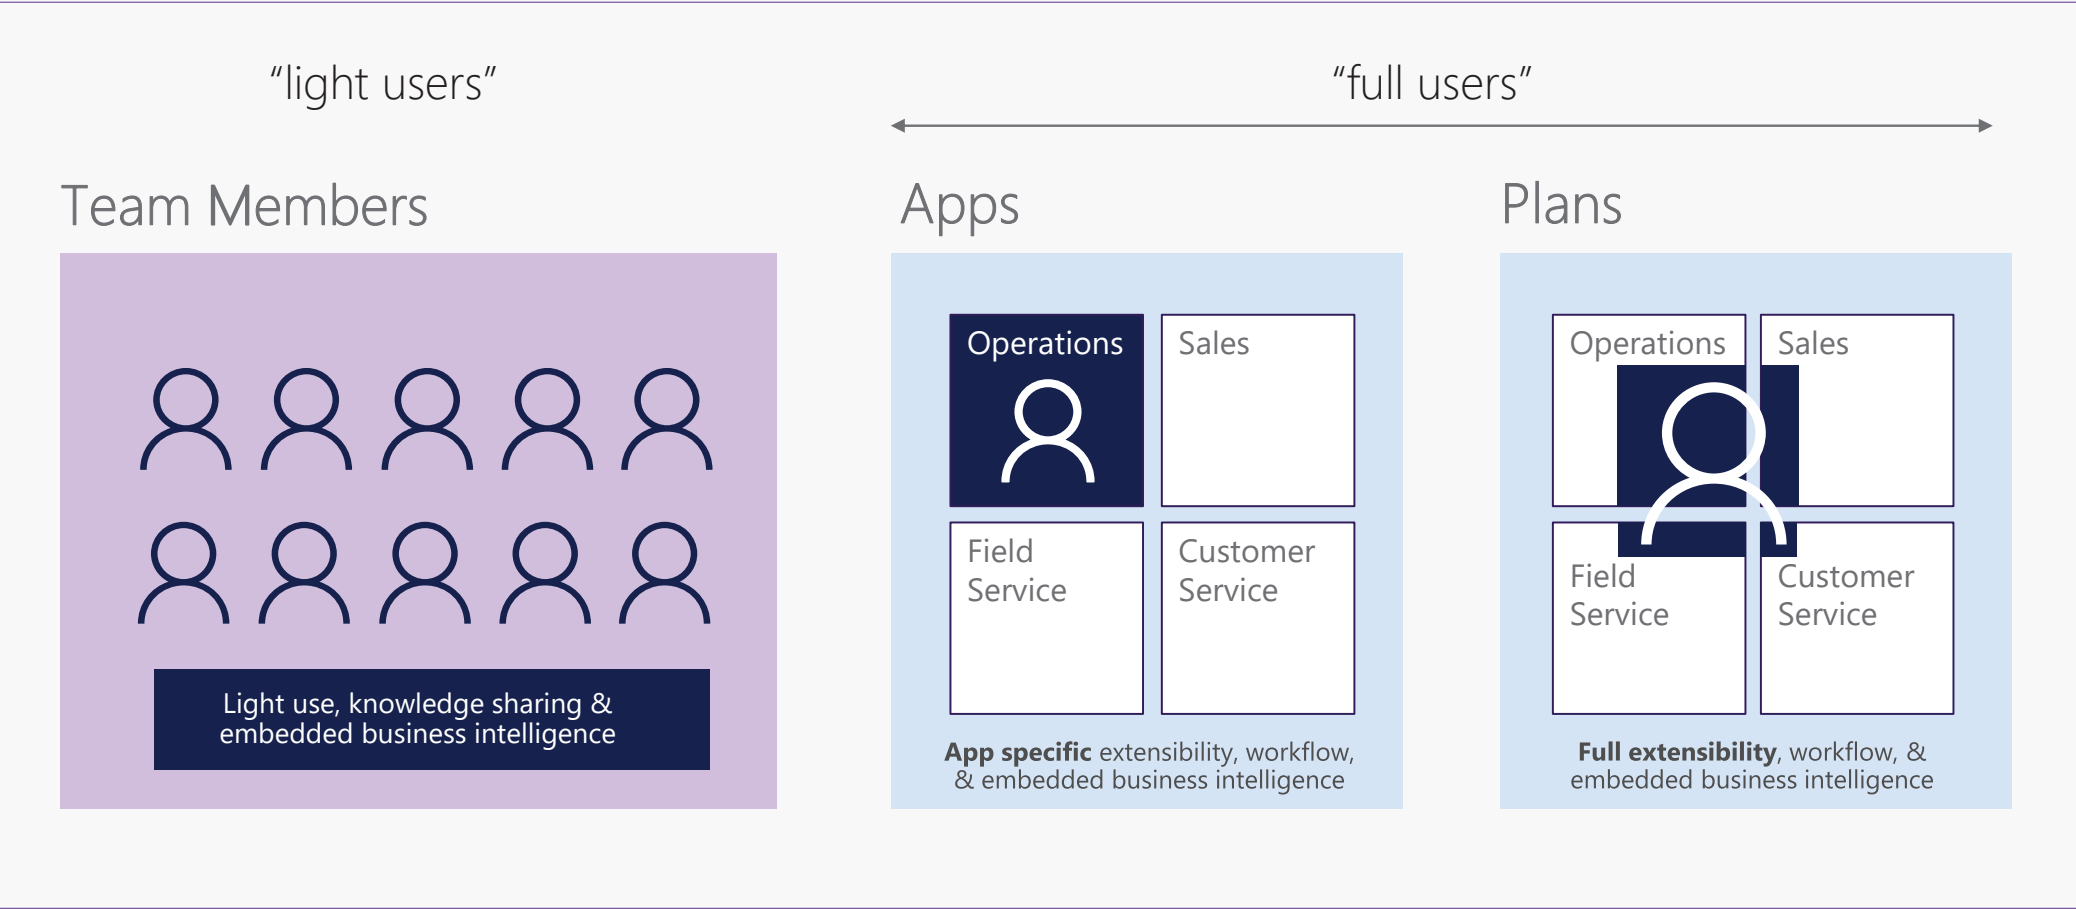 “light users”
“full users”
Team Members
Apps
Plans
Light use, knowledge sharing &
embedded business intelligence
Operations
Sales
Field
Service
Customer
Service
App specific extensibility, workflow,
& embedded business intelligence
Operations
Sales
Field
Service
Customer
Service
Full extensibility, workflow, &
embedded business intelligence